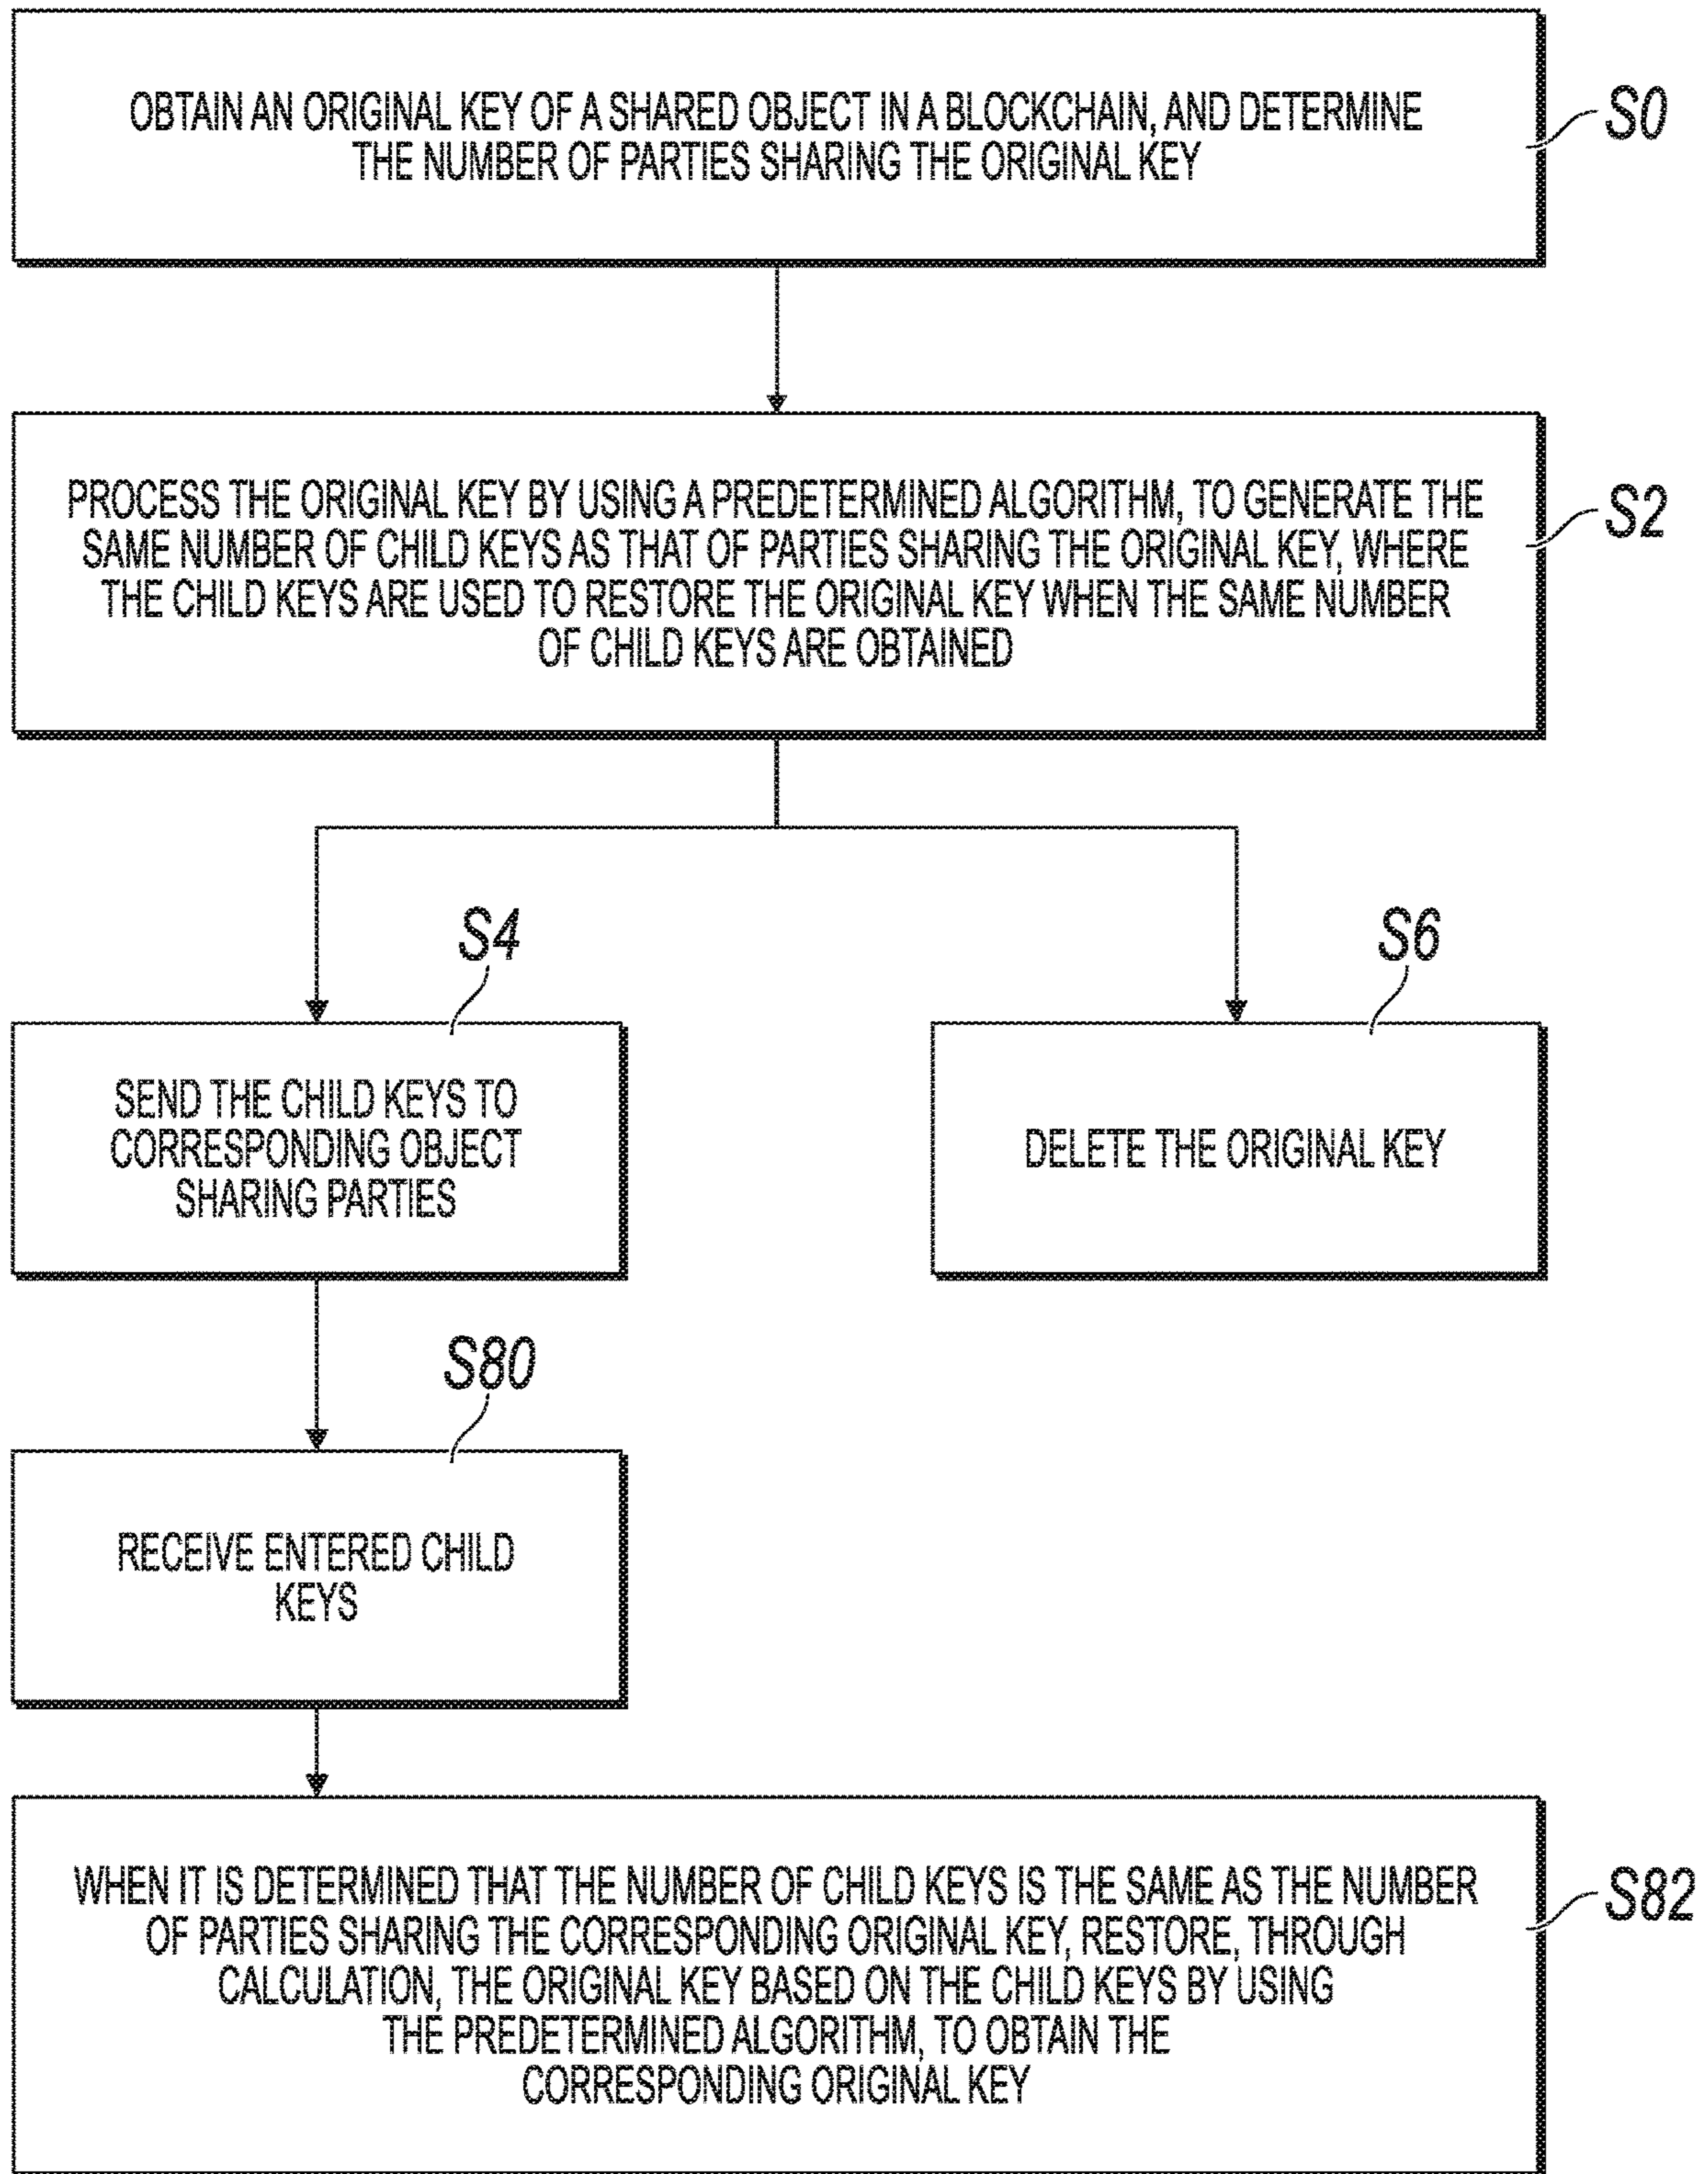 OBTAIN AN ORIGINAL KEY OF A SHARED OBJECT IN A BLOCKCHAIN, AND DETERMINE
THE NUMBER OF PARTIES SHARING THE ORIGINAL KEY
S0
PROCESS THE ORIGINAL KEY BY USING A PREDETERMINED ALGORITHM, TO GENERATE THE
SAME NUMBER OF CHILD KEYS AS THAT OF PARTIES SHARING THE ORIGINAL KEY, WHERE
THE CHILD KEYS ARE USED TO RESTORE THE ORIGINAL KEY WHEN THE SAME NUMBER
OF CHILD KEYS ARE OBTAINED
S2
S4
SEND THE CHILD KEYS TO
CORRESPONDING OBJECT
SHARING PARTIES
S6
DELETE THE ORIGINAL KEY
S80
RECEIVE ENTERED CHILD
KEYS
WHEN IT IS DETERMINED THAT THE NUMBER OF CHILD KEYS IS THE SAME AS THE NUMBER
OF PARTIES SHARING THE CORRESPONDING ORIGINAL KEY, RESTORE, THROUGH
CALCULATION, THE ORIGINAL KEY BASED ON THE CHILD KEYS BY USING
THE PREDETERMINED ALGORITHM, TO OBTAIN THE
CORRESPONDING ORIGINAL KEY
S82